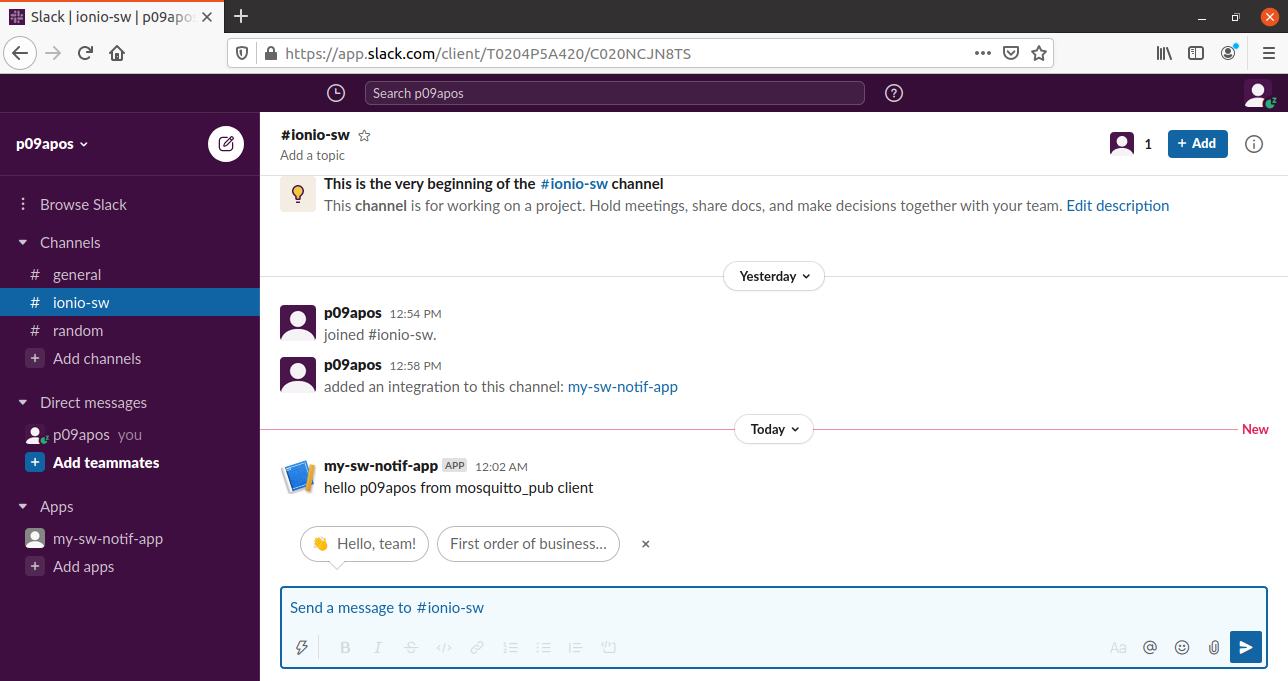 Slack | ionio-sw | p09apo
https://app.slack.com/client/T0204P5A420/C020NCJN8TS
Search p09apos
p09apos
Browse Slack
Channels
# general
# ionio-sw
# random
+ Add channels
Direct messages
p09apos you
+ Add teammates
Apps
my-sw-notif-app
+ Add apps
#ionio-sw
Add a topic
1
+ Add
This is the very beginning of the #ionio-sw channel
This channel is for working on a project. Hold meetings, share docs, and make decisions together with your team. Edit description
Yesterday
p09apos 12:54 PM
joined #ionio-sw.
p09apos 12:58 PM
added an integration to this channel: my-sw-notif-app
Today
New
my-sw-notif-app APP 12:02 AM
hello p09apos from mosquitto_pub client
👋 Hello, team!
First order of business...
Send a message to #ionio-sw
B I S </> Aa @